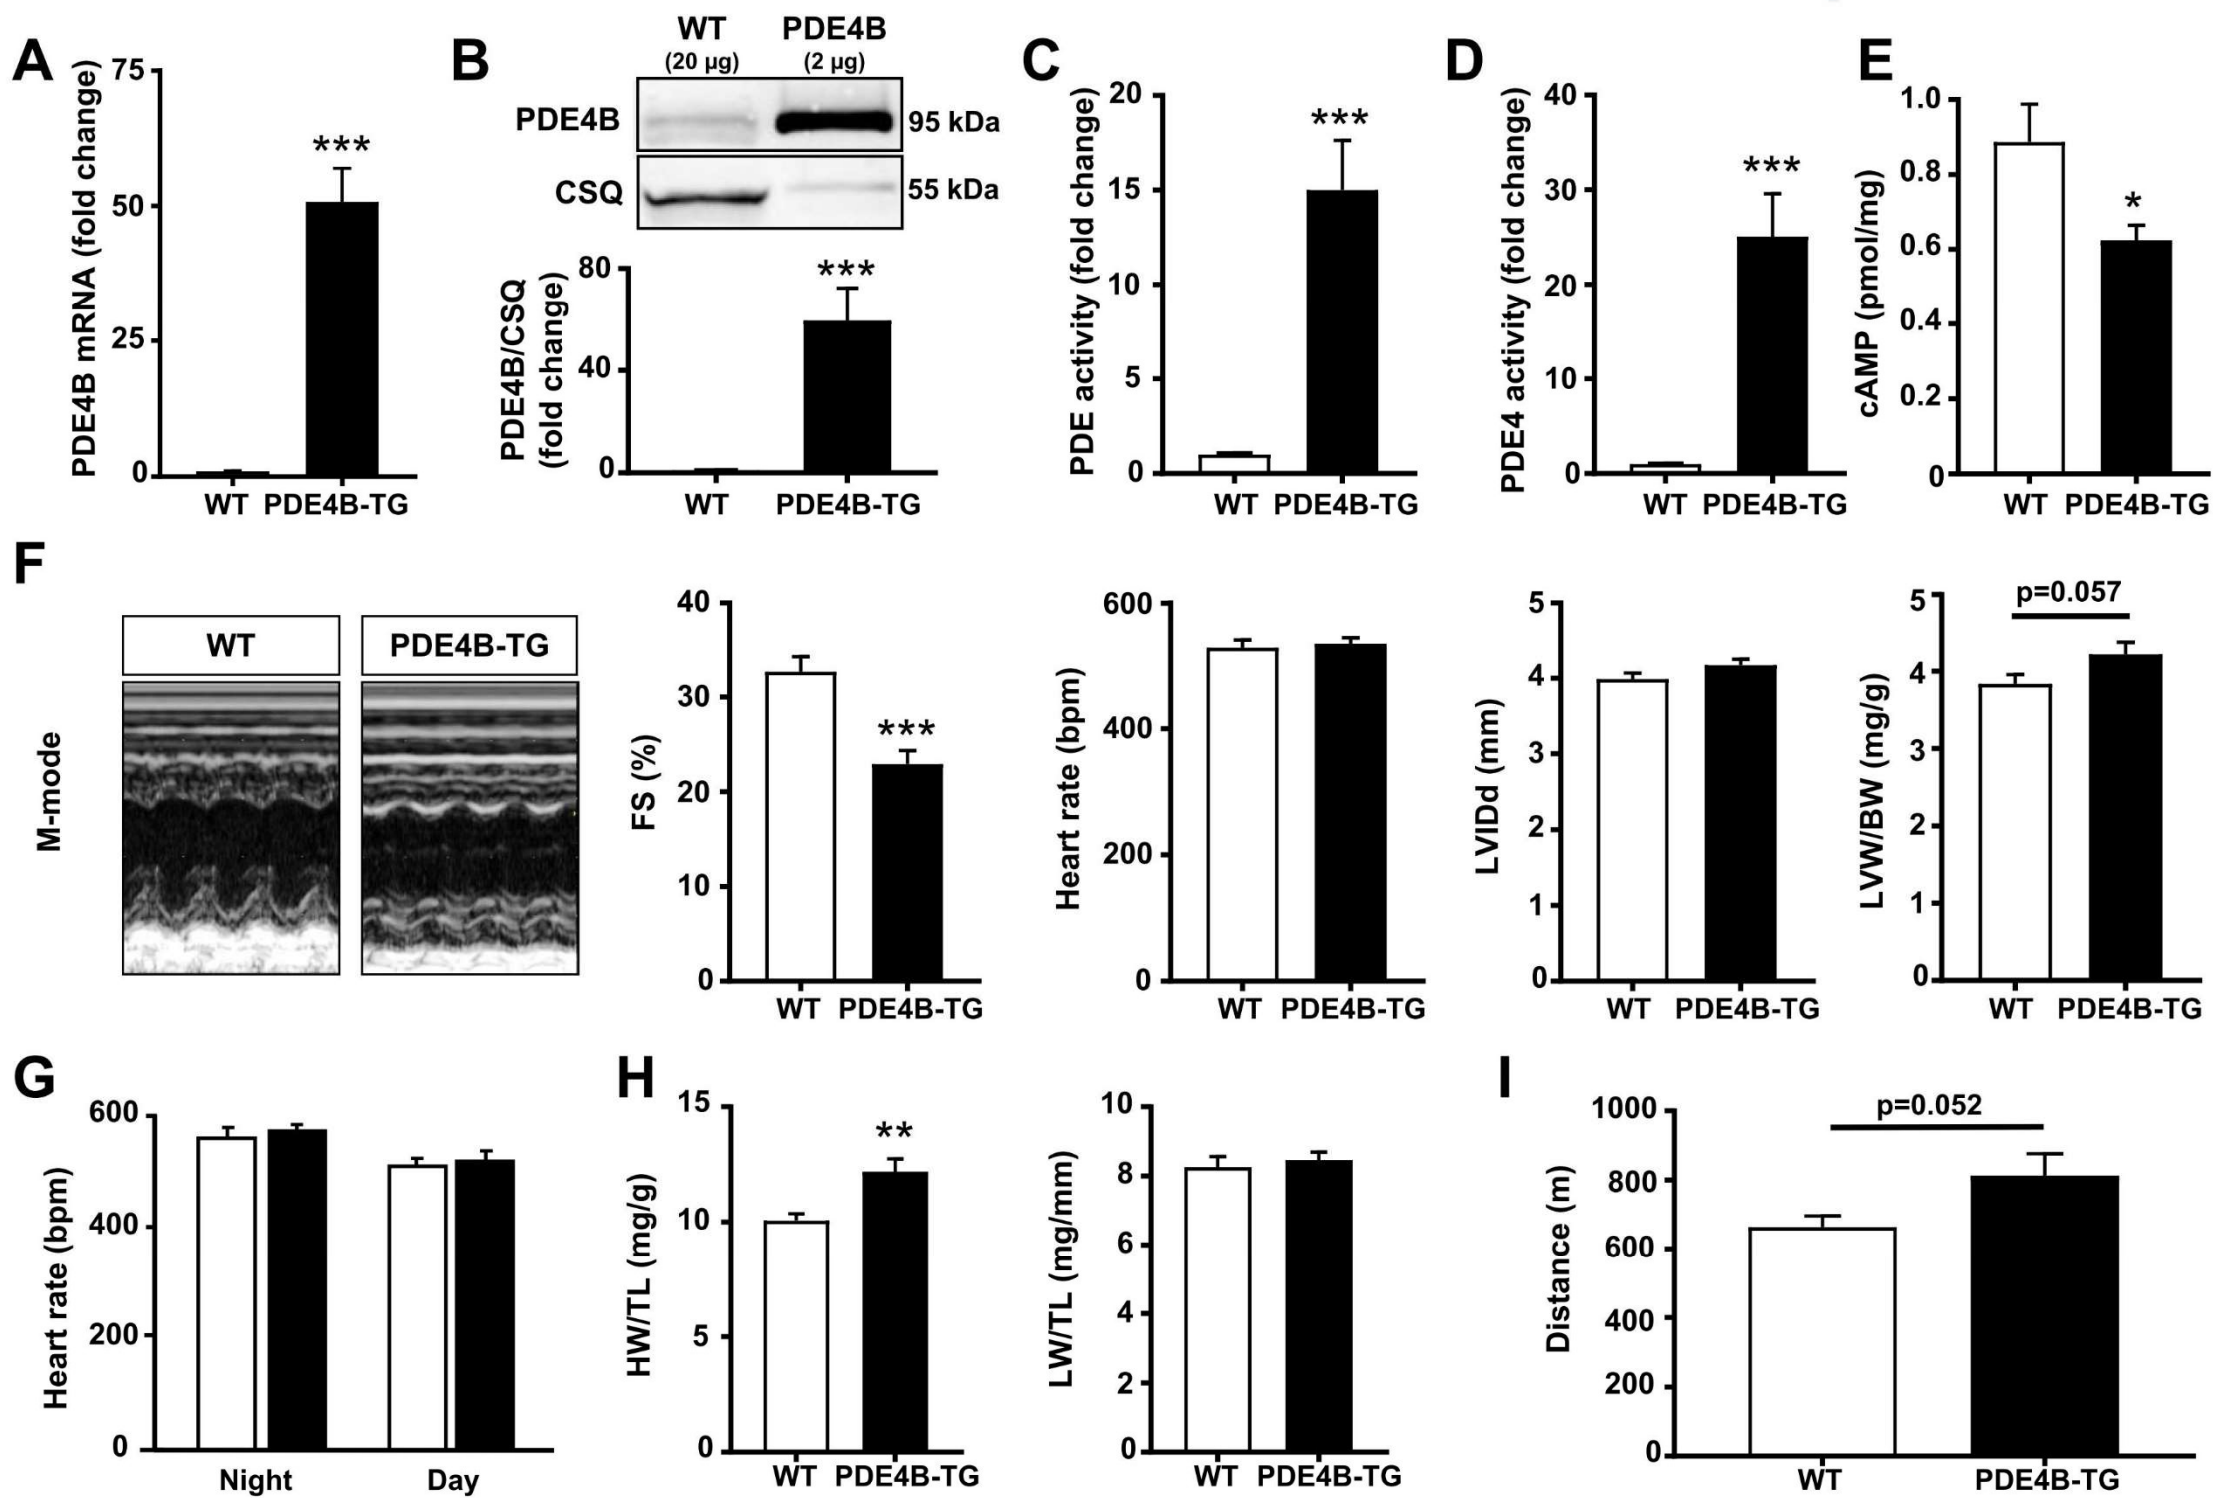 A
PDE4B mRNA (fold change)
75
50
25
0
***
WT PDE4B-TG
B
WT PDE4B
(20 µg) (2 µg)
PDE4B 95 kDa
CSQ 55 kDa
PDE4B/CSQ
(fold change)
80
40
0
***
WT PDE4B-TG
C
PDE activity (fold change)
20
15
10
5
0
***
WT PDE4B-TG
D
PDE4 activity (fold change)
40
30
20
10
0
***
WT PDE4B-TG
E
cAMP (pmol/mg)
1.0
0.8
0.6
0.4
0.2
0
*
WT PDE4B-TG
F
M-mode
WT PDE4B-TG
FS (%)
40
30
20
10
0
***
WT PDE4B-TG
Heart rate (bpm)
600
400
200
0
WT PDE4B-TG
LVIDd (mm)
5
4
3
2
1
0
WT PDE4B-TG
LVW/BW (mg/g)
5
4
3
2
1
0
p=0.057
WT PDE4B-TG
G
Heart rate (bpm)
600
400
200
0
Night Day
H
HW/TL (mg/g)
15
10
5
0
**
WT PDE4B-TG
LW/TL (mg/mm)
10
8
6
4
2
0
WT PDE4B-TG
I
Distance (m)
1000
800
600
400
200
0
p=0.052
WT PDE4B-TG